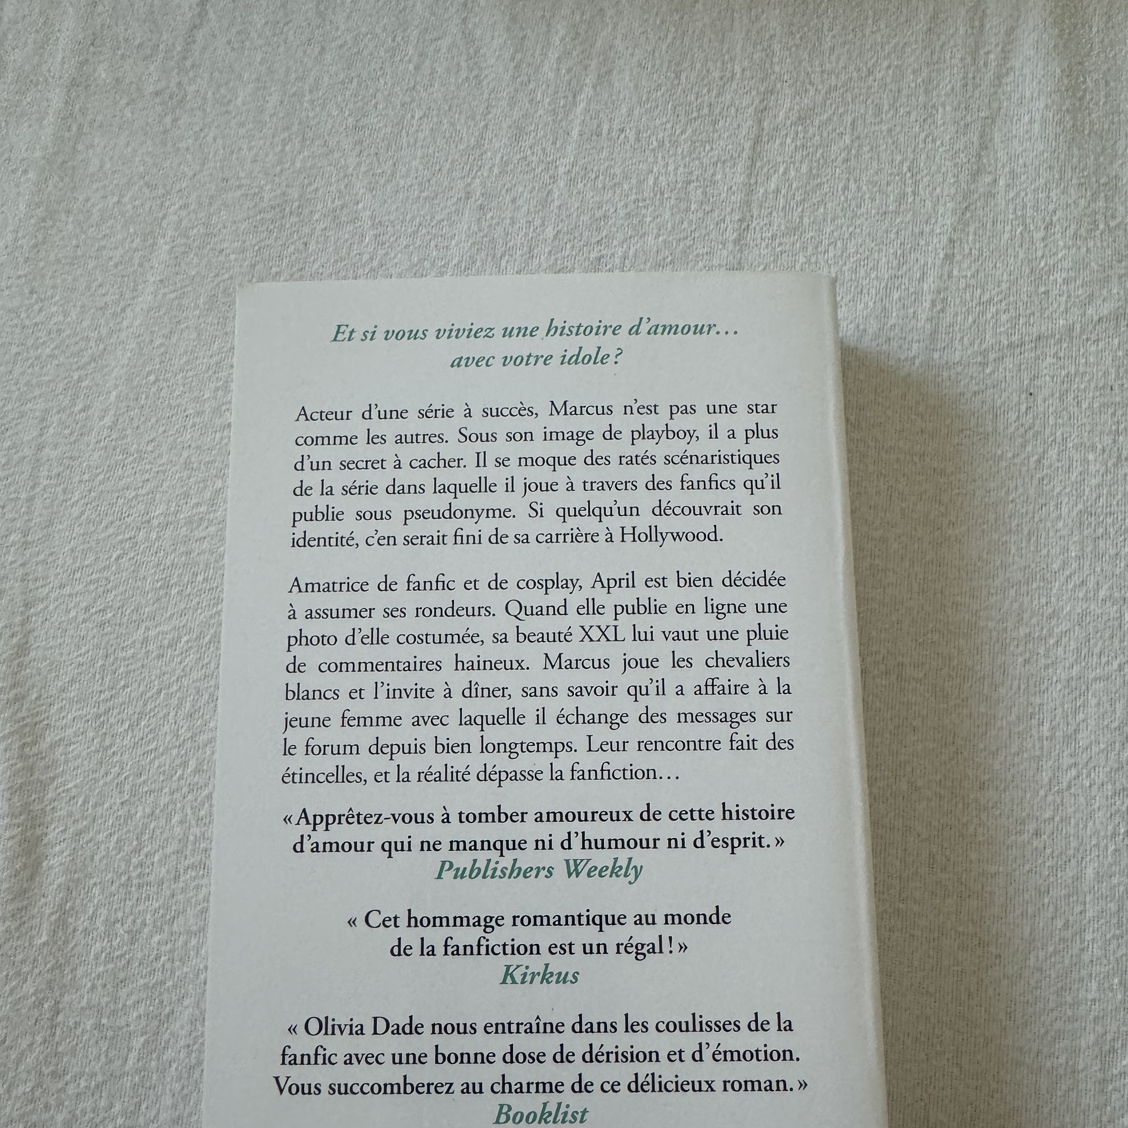 Et si vous viviez une histoire d'amour…
avec votre idole ?
Acteur d'une série à succès, Marcus n'est pas une star
comme les autres. Sous son image de playboy, il a plus
d'un secret à cacher. Il se moque des ratés scénaristiques
de la série dans laquelle il joue à travers des fanfics qu'il
publie sous pseudonyme. Si quelqu'un découvrait son
identité, c'en serait fini de sa carrière à Hollywood.
Amatrice de fanfic et de cosplay, April est bien décidée
à assumer ses rondeurs. Quand elle publie en ligne une
photo d'elle costumée, sa beauté XXL lui vaut une pluie
de commentaires haineux. Marcus joue les chevaliers
blancs et l'invite à dîner, sans savoir qu'il a affaire à la
jeune femme avec laquelle il échange des messages sur
le forum depuis bien longtemps. Leur rencontre fait des
étincelles, et la réalité dépasse la fanfiction…
« Apprêtez-vous à tomber amoureux de cette histoire
d'amour qui ne manque ni d'humour ni d'esprit. »
Publishers Weekly
« Cet hommage romantique au monde
de la fanfiction est un régal ! »
Kirkus
« Olivia Dade nous entraîne dans les coulisses de la
fanfic avec une bonne dose de dérision et d'émotion.
Vous succomberez au charme de ce délicieux roman. »
Booklist